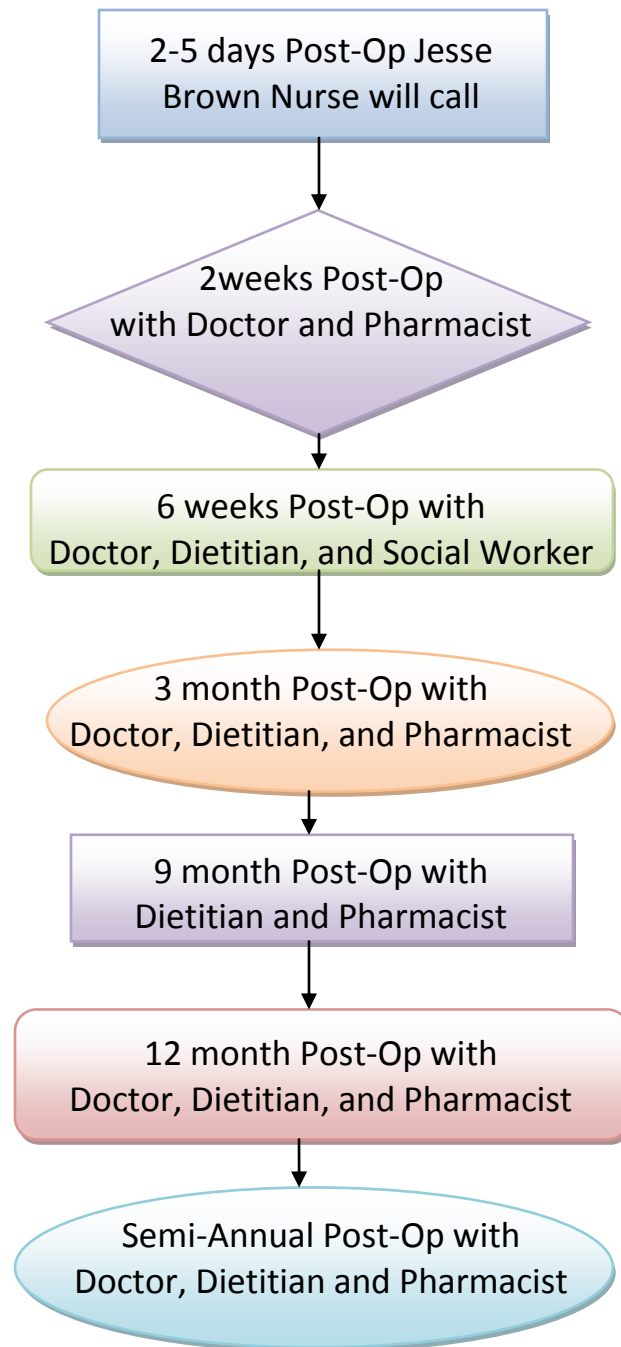 2-5 days Post-Op Jesse
Brown Nurse will call
2weeks Post-Op
with Doctor and Pharmacist
6 weeks Post-Op with
Doctor, Dietitian, and Social Worker
3 month Post-Op with
Doctor, Dietitian, and Pharmacist
9 month Post-Op with
Dietitian and Pharmacist
12 month Post-Op with
Doctor, Dietitian, and Pharmacist
Semi-Annual Post-Op with
Doctor, Dietitian and Pharmacist